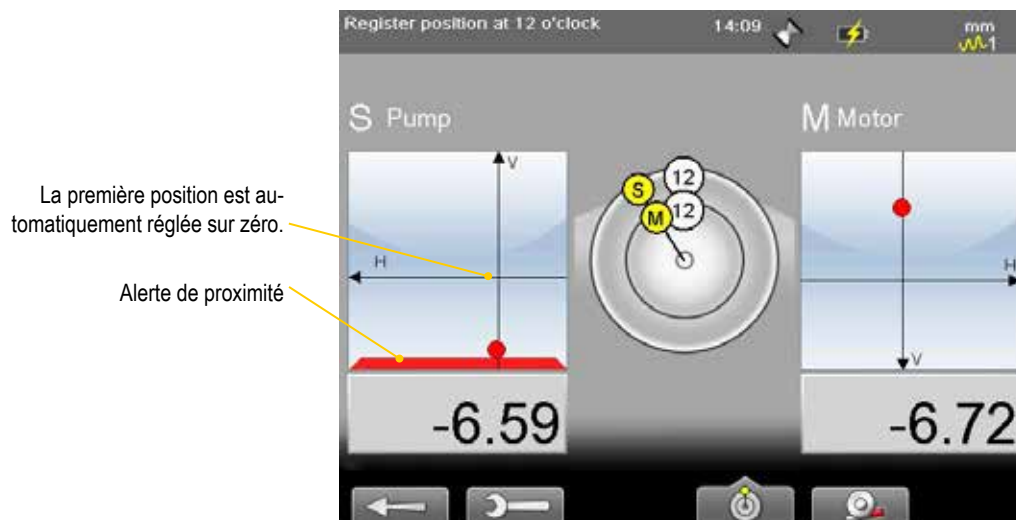 Register position at 12 o'clock
14:09
mm
1
S Pump
M Motor
V
12
S
12
M
La première position est au-
tomatiquement réglée sur zéro.
H
H
Alerte de proximité
V
-6.59
-6.72